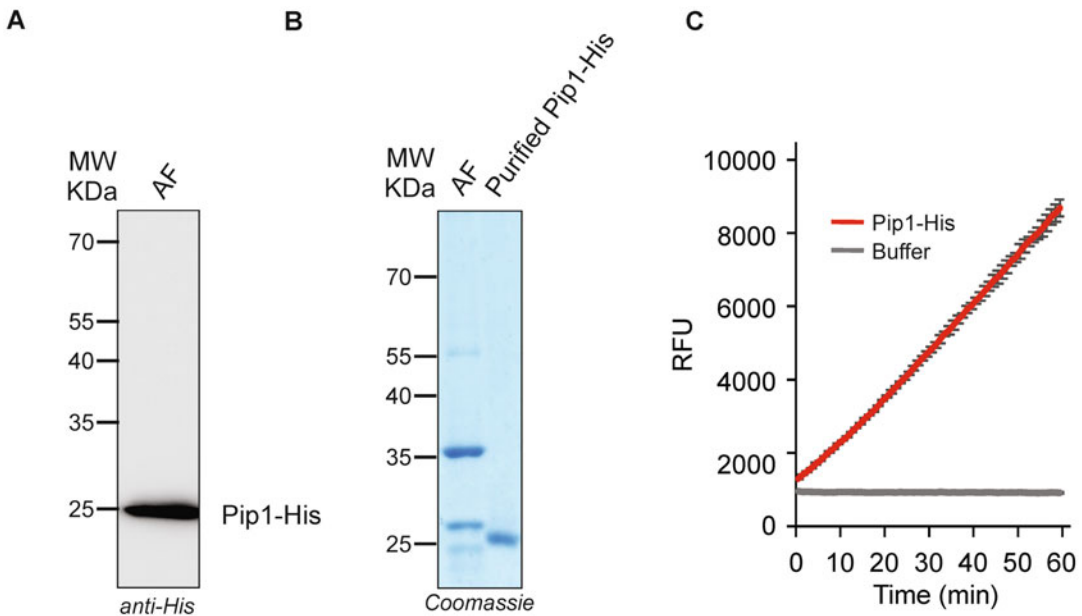 A
MW
KDa
AF
70
55
40
35
25
Pip1-His
anti-His
B
MW
KDa
AF
Purified Pip1-His
70
55
40
35
25
Coomassie
C
10000
8000
6000
4000
2000
0
RFU
Pip1-His
Buffer
0 10 20 30 40 50 60
Time (min)